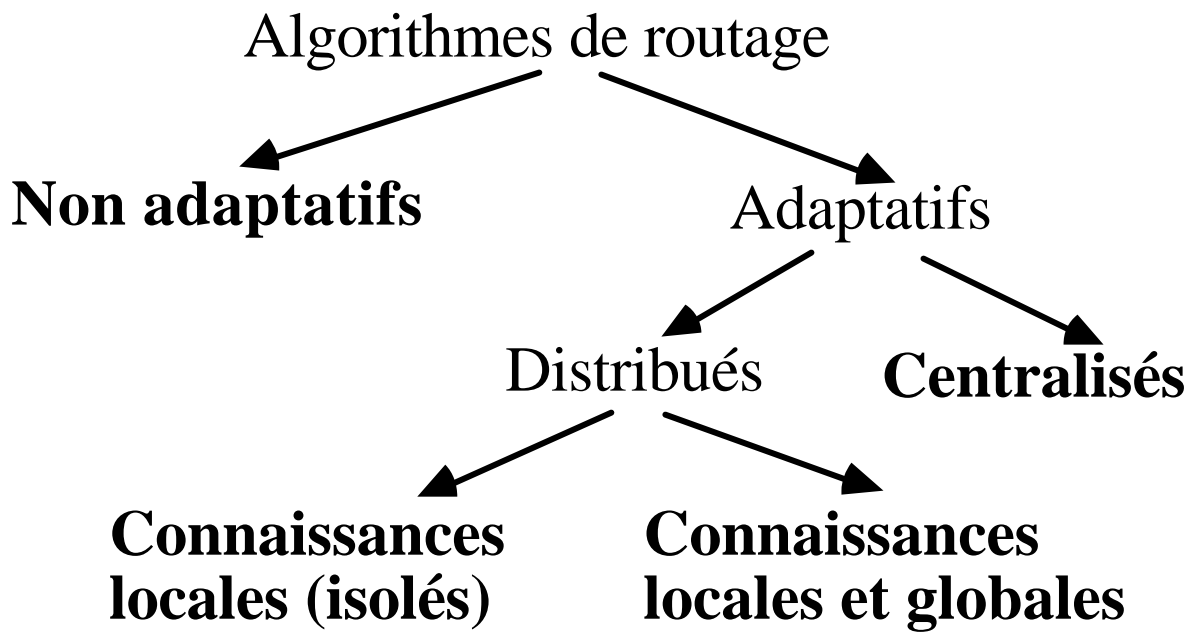 Algorithmes de routage
Non adaptatifs
Adaptatifs
Distribués
Centralisés
Connaissances
locales (isolés)
Connaissances
locales et globales